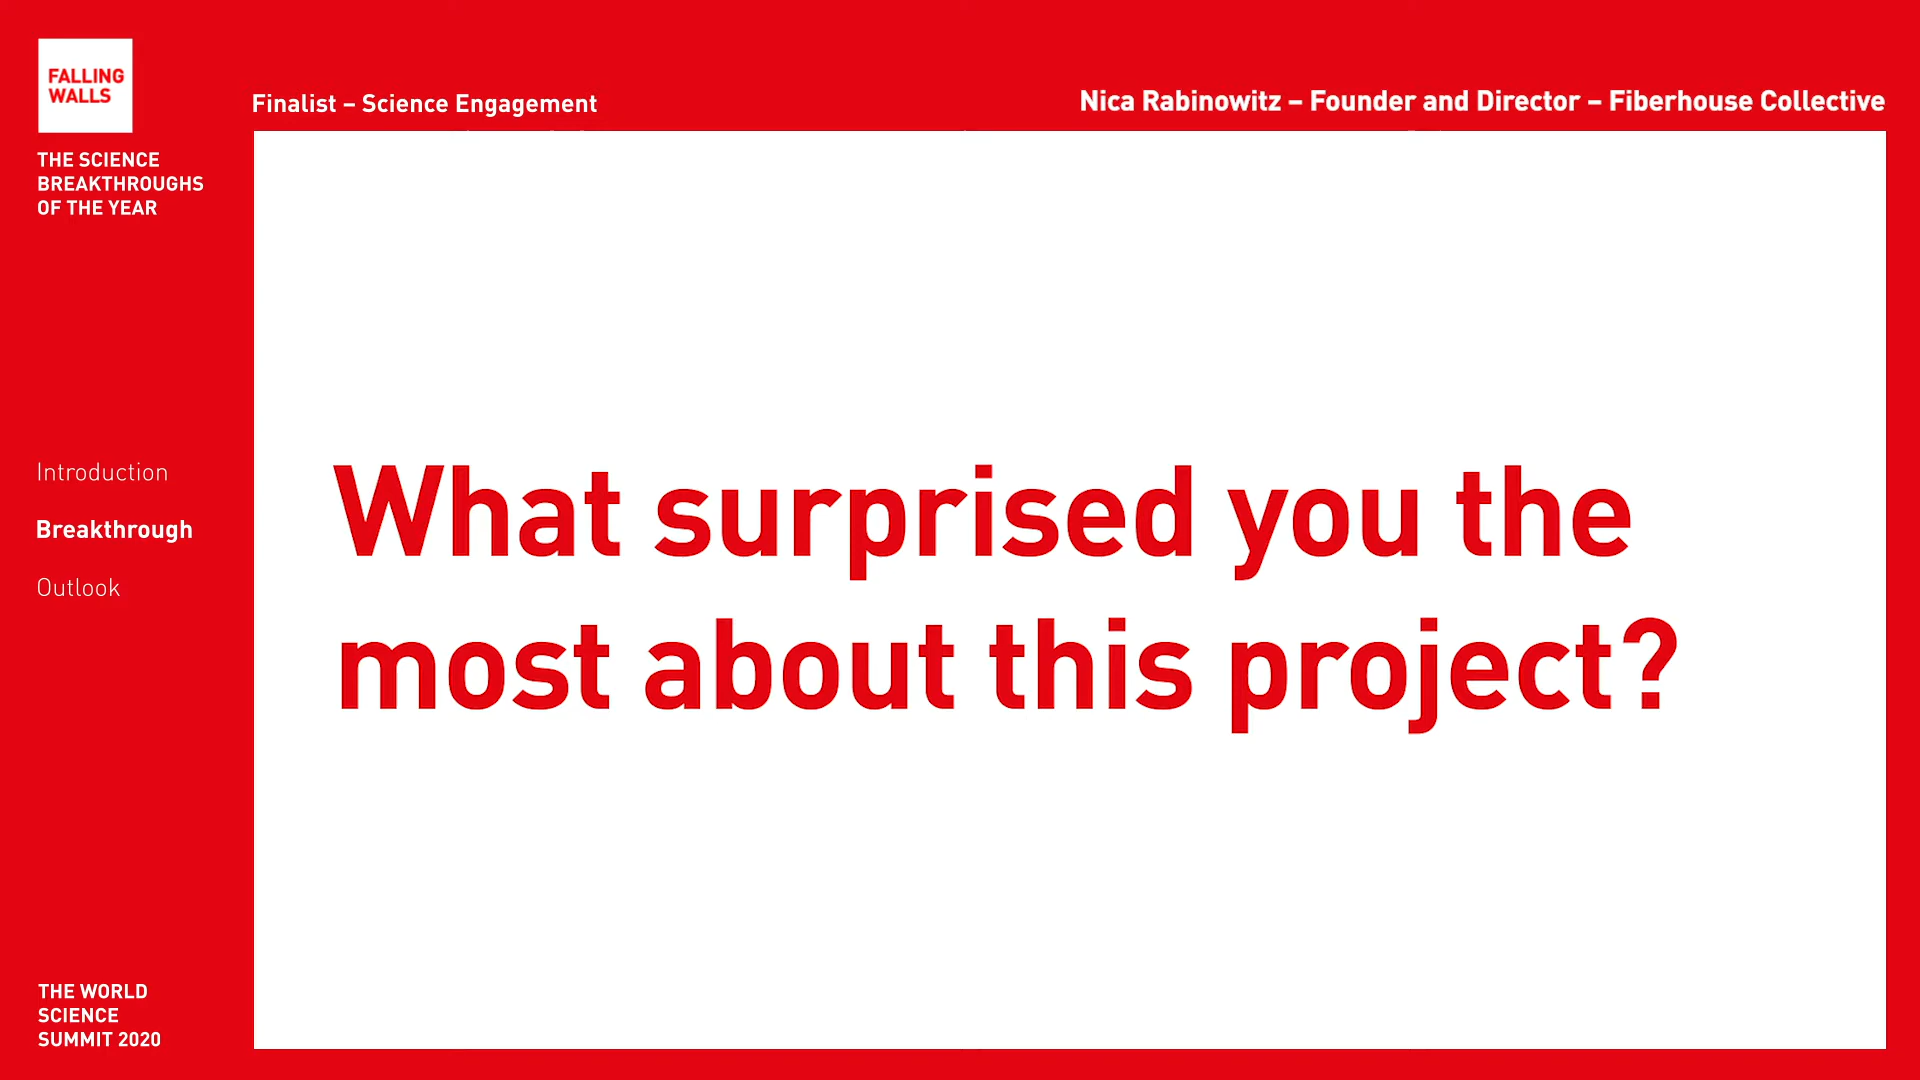 FALLING
WALLS
Finalist – Science Engagement
Nica Rabinowitz – Founder and Director – Fiberhouse Collective
THE SCIENCE
BREAKTHROUGHS
OF THE YEAR
Introduction
Breakthrough
Outlook
What surprised you the
most about this project?
THE WORLD
SCIENCE
SUMMIT 2020